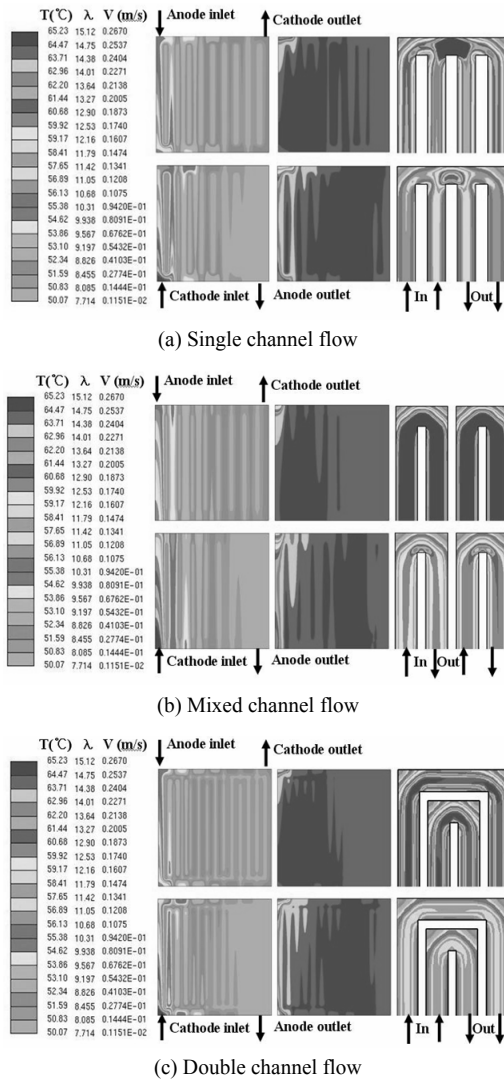 T(℃) λ V (m/s)
65.23 15.12 0.2670
64.47 14.75 0.2537
63.71 14.38 0.2404
62.96 14.01 0.2271
62.20 13.64 0.2138
61.44 13.27 0.2005
60.68 12.90 0.1873
59.92 12.53 0.1740
59.17 12.16 0.1607
58.41 11.79 0.1474
57.65 11.42 0.1341
56.89 11.05 0.1208
56.13 10.68 0.1075
55.38 10.31 0.9420E-01
54.62 9.938 0.8091E-01
53.86 9.567 0.6762E-01
53.10 9.197 0.5432E-01
52.34 8.826 0.4103E-01
51.59 8.455 0.2774E-01
50.83 8.085 0.1444E-01
50.07 7.714 0.1151E-02
Anode inlet
Cathode outlet
Cathode inlet
Anode outlet
In
Out
(a) Single channel flow
T(℃) λ V (m/s)
65.23 15.12 0.2670
64.47 14.75 0.2537
63.71 14.38 0.2404
62.96 14.01 0.2271
62.20 13.64 0.2138
61.44 13.27 0.2005
60.68 12.90 0.1873
59.92 12.53 0.1740
59.17 12.16 0.1607
58.41 11.79 0.1474
57.65 11.42 0.1341
56.89 11.05 0.1208
56.13 10.68 0.1075
55.38 10.31 0.9420E-01
54.62 9.938 0.8091E-01
53.86 9.567 0.6762E-01
53.10 9.197 0.5432E-01
52.34 8.826 0.4103E-01
51.59 8.455 0.2774E-01
50.83 8.085 0.1444E-01
50.07 7.714 0.1151E-02
Anode inlet
Cathode outlet
Cathode inlet
Anode outlet
In
Out
(b) Mixed channel flow
T(℃) λ V (m/s)
65.23 15.12 0.2670
64.47 14.75 0.2537
63.71 14.38 0.2404
62.96 14.01 0.2271
62.20 13.64 0.2138
61.44 13.27 0.2005
60.68 12.90 0.1873
59.92 12.53 0.1740
59.17 12.16 0.1607
58.41 11.79 0.1474
57.65 11.42 0.1341
56.89 11.05 0.1208
56.13 10.68 0.1075
55.38 10.31 0.9420E-01
54.62 9.938 0.8091E-01
53.86 9.567 0.6762E-01
53.10 9.197 0.5432E-01
52.34 8.826 0.4103E-01
51.59 8.455 0.2774E-01
50.83 8.085 0.1444E-01
50.07 7.714 0.1151E-02
Anode inlet
Cathode outlet
Cathode inlet
Anode outlet
In
Out
(c) Double channel flow